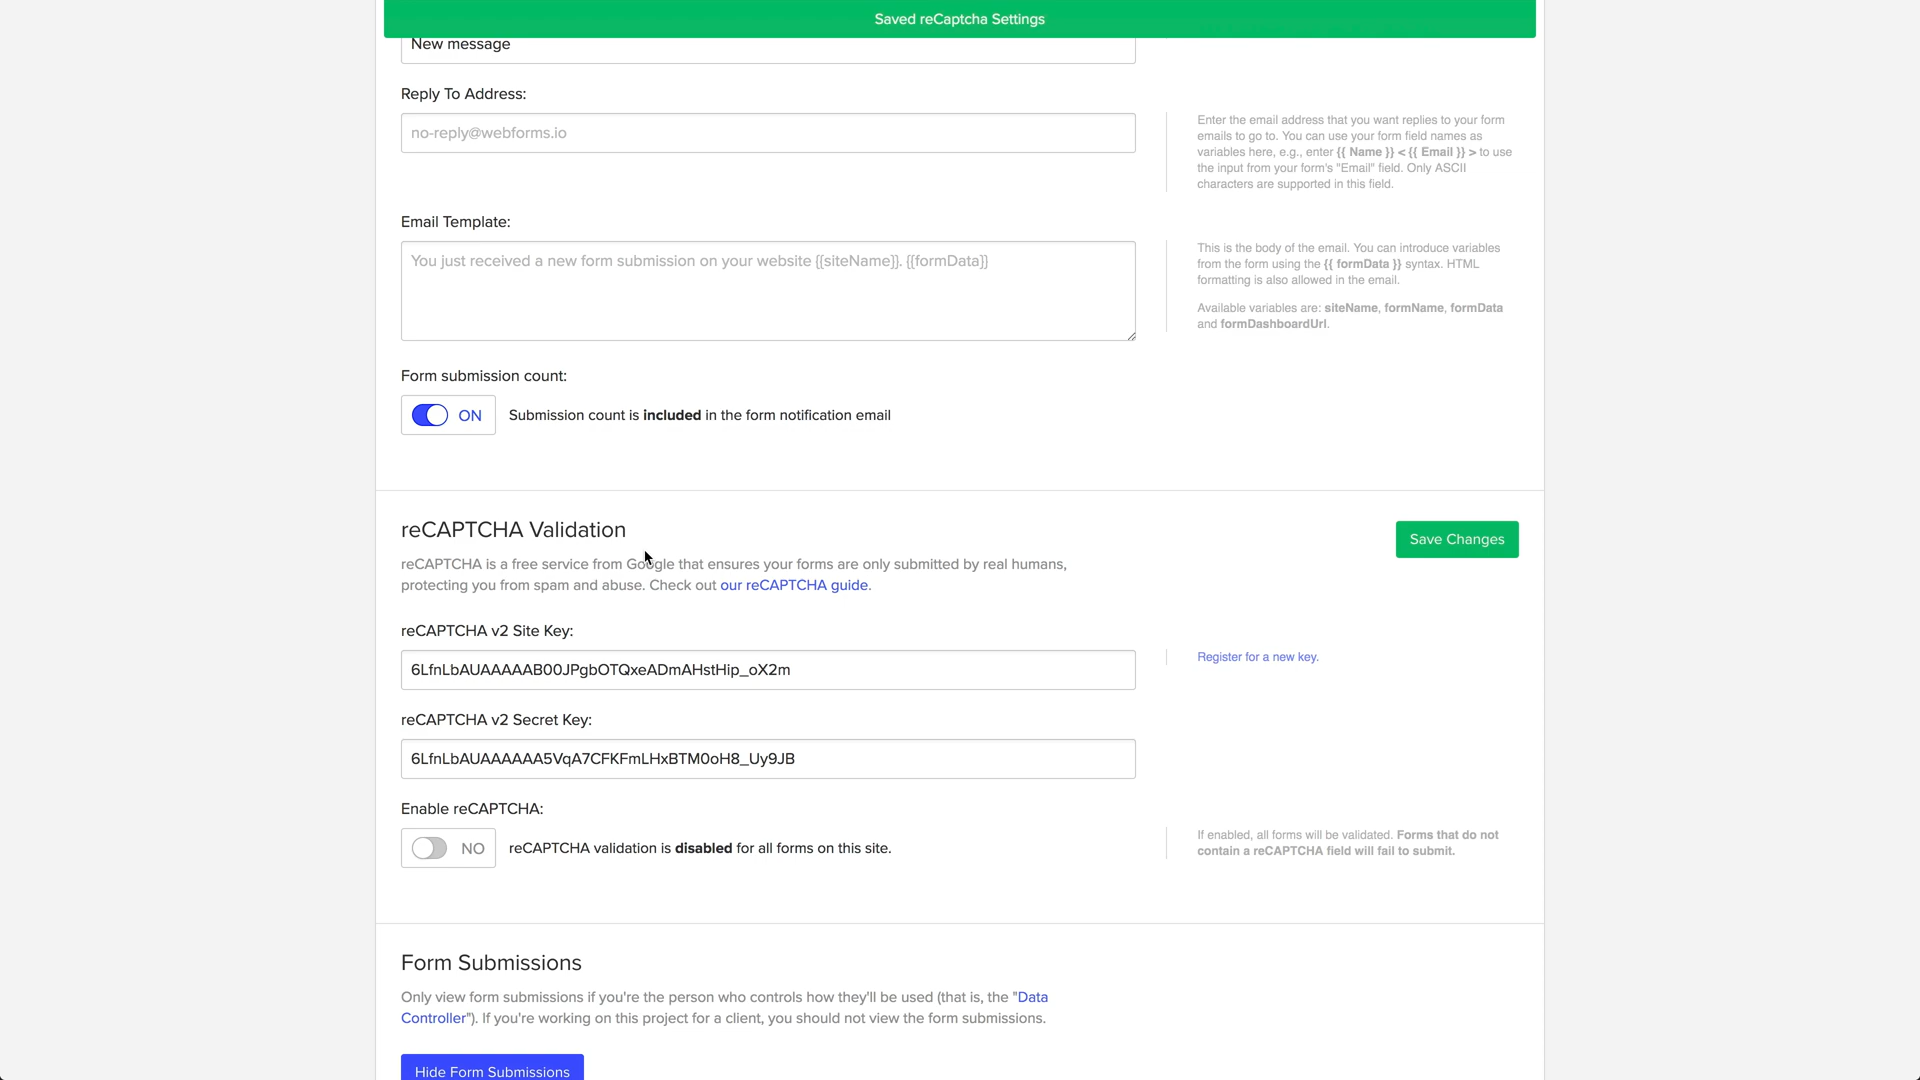 Saved reCaptcha Settings
New message
Reply To Address:
no-reply@webforms.io
Enter the email address that you want replies to your form
emails to go to. You can use your form field names as
variables here, e.g., enter {{ Name }} < {{ Email }} > to use
the input from your form's "Email" field. Only ASCII
characters are supported in this field.
Email Template:
You just received a new form submission on your website {{siteName}}. {{formData}}
This is the body of the email. You can introduce variables
from the form using the {{ formData }} syntax. HTML
formatting is also allowed in the email.
Available variables are: siteName, formName, formData
and formDashboardUrl.
Form submission count:
ON
Submission count is included in the form notification email
reCAPTCHA Validation
Save Changes
reCAPTCHA is a free service from Google that ensures your forms are only submitted by real humans,
protecting you from spam and abuse. Check out our reCAPTCHA guide.
reCAPTCHA v2 Site Key:
6LfnLbAUAAAAAB00JPgbOTQxeADmAHstHip_oX2m
Register for a new key.
reCAPTCHA v2 Secret Key:
6LfnLbAUAAAAAA5VqA7CFKFmLHxBTM0oH8_Uy9JB
Enable reCAPTCHA:
NO
reCAPTCHA validation is disabled for all forms on this site.
If enabled, all forms will be validated. Forms that do not
contain a reCAPTCHA field will fail to submit.
Form Submissions
Only view form submissions if you're the person who controls how they'll be used (that is, the "Data
Controller"). If you're working on this project for a client, you should not view the form submissions.
Hide Form Submissions